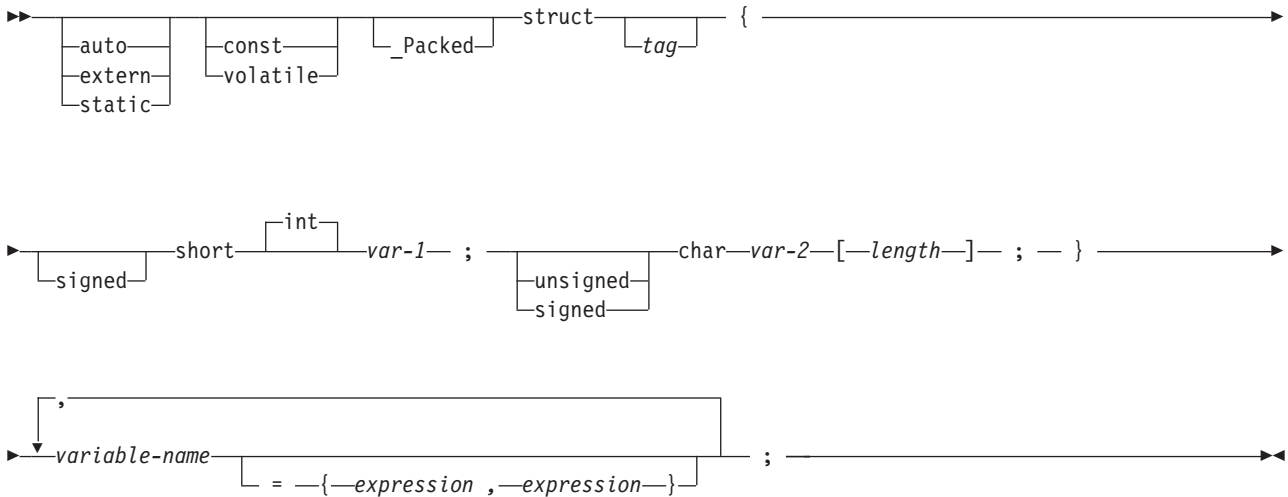 struct {
auto const _Packed tag
extern volatile
static
int
short var-1 ; char var-2 [ length ] ; }
signed unsigned
signed
,
variable-name ;
= { expression , expression }